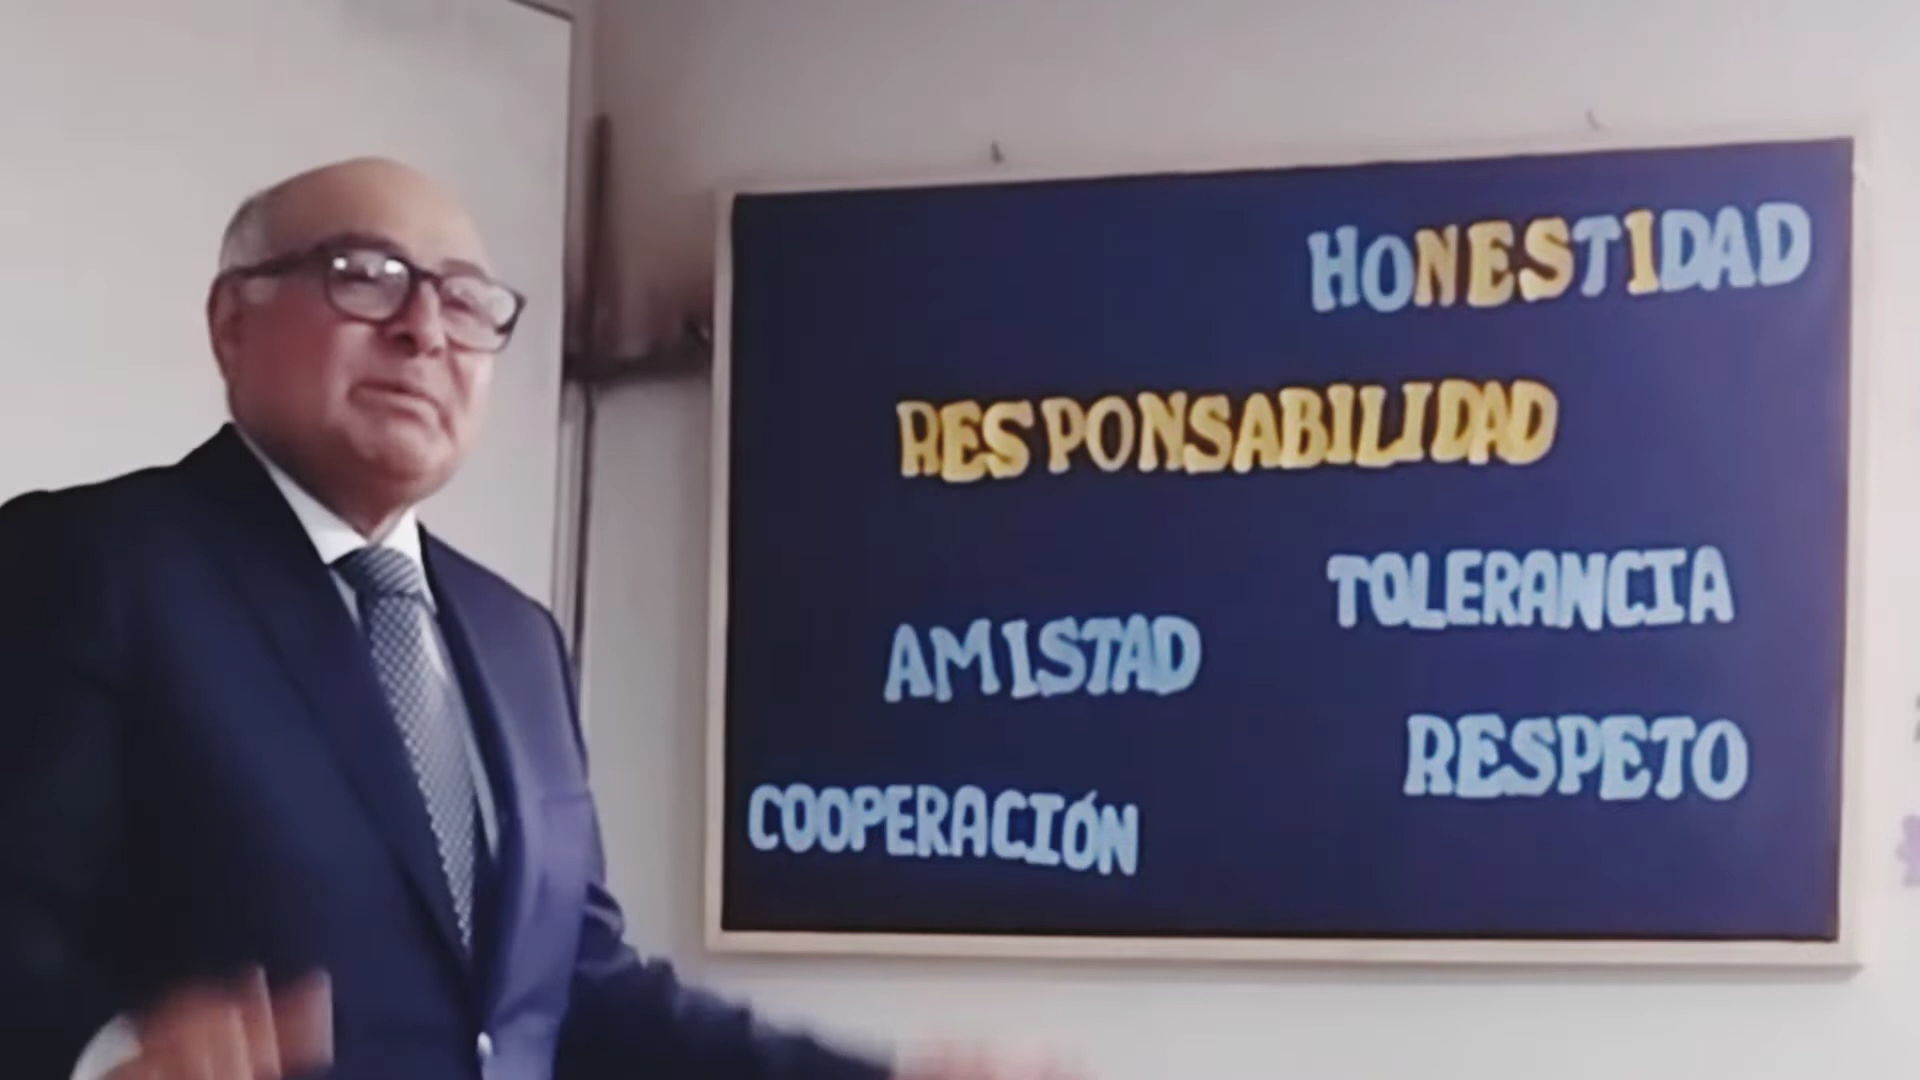 HONESTIDAD
RESPONSABILIDAD
TOLERANCIA
AMISTAD
RESPETO
COOPERACIÓN